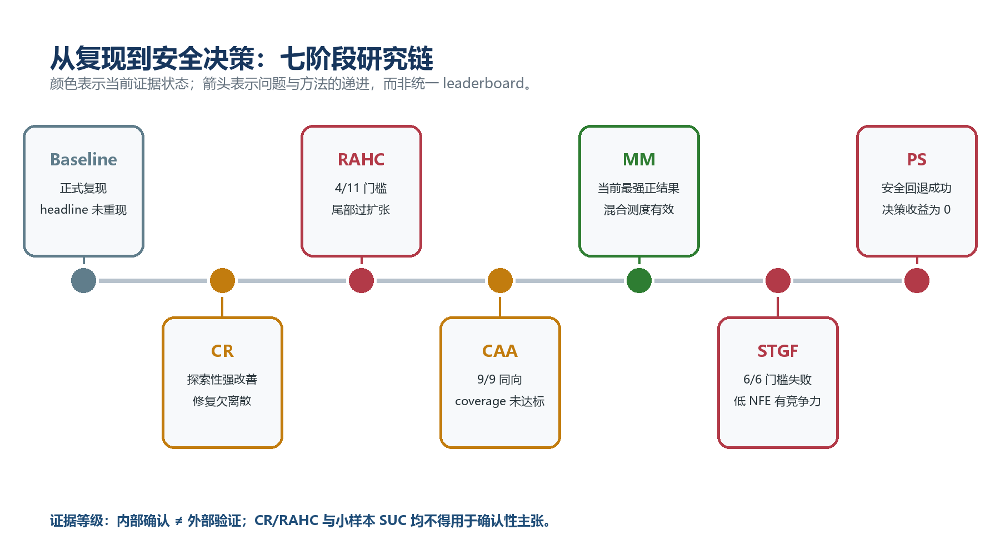 从复现到安全决策：七阶段研究链
颜色表示当前证据状态；箭头表示问题与方法的递进，而非统一 leaderboard。
Baseline
正式复现
headline 未重现
RAHC
4/11 门槛
尾部过扩张
MM
当前最强正结果
混合测度有效
PS
安全回退成功
决策收益为 0
CR
探索性强改善
修复欠离散
CAA
9/9 同向
coverage 未达标
STGF
6/6 门槛失败
低 NFE 有竞争力
证据等级：内部确认 ≠ 外部验证；CR/RAHC 与小样本 SUC 均不得用于确认性主张。